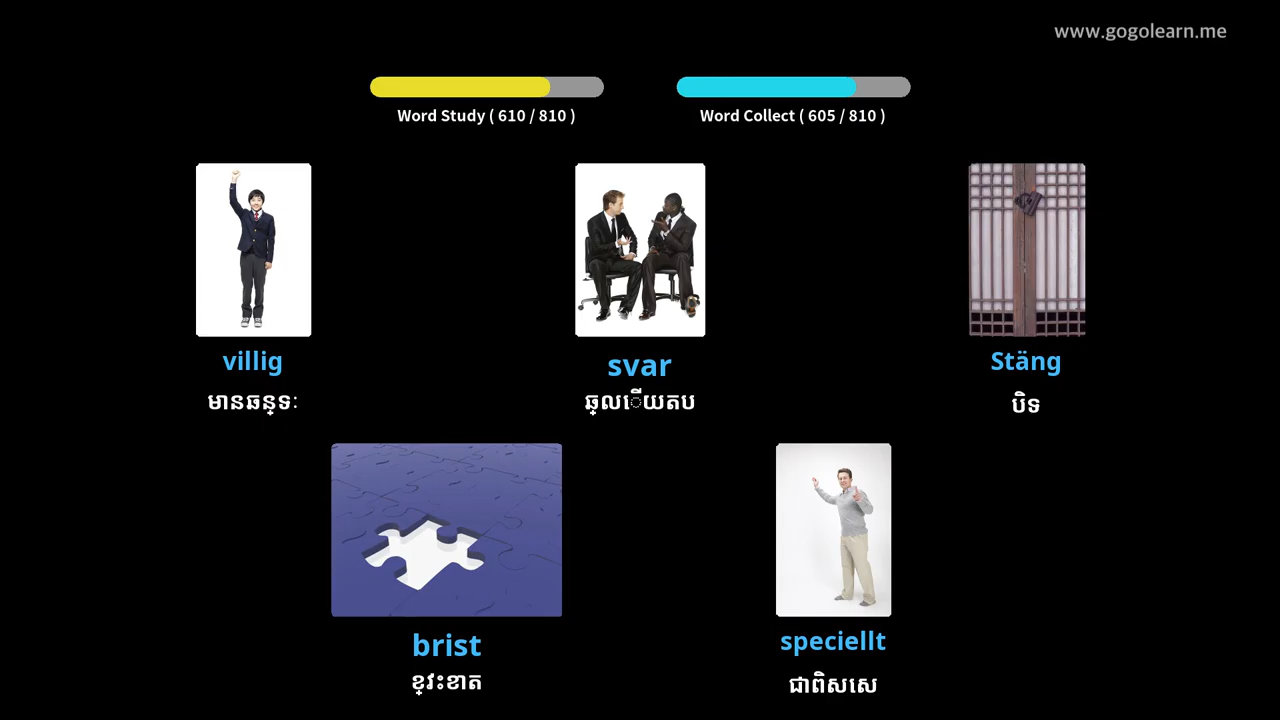 www.gogolearn.me
Word Study ( 610 / 810 )
Word Collect ( 605 / 810 )
villig
មានឆន្ទៈ
svar
ឆ្លើយតប
Stäng
បិទ
brist
ខ្វះខាត
speciellt
ជាពិសសេ